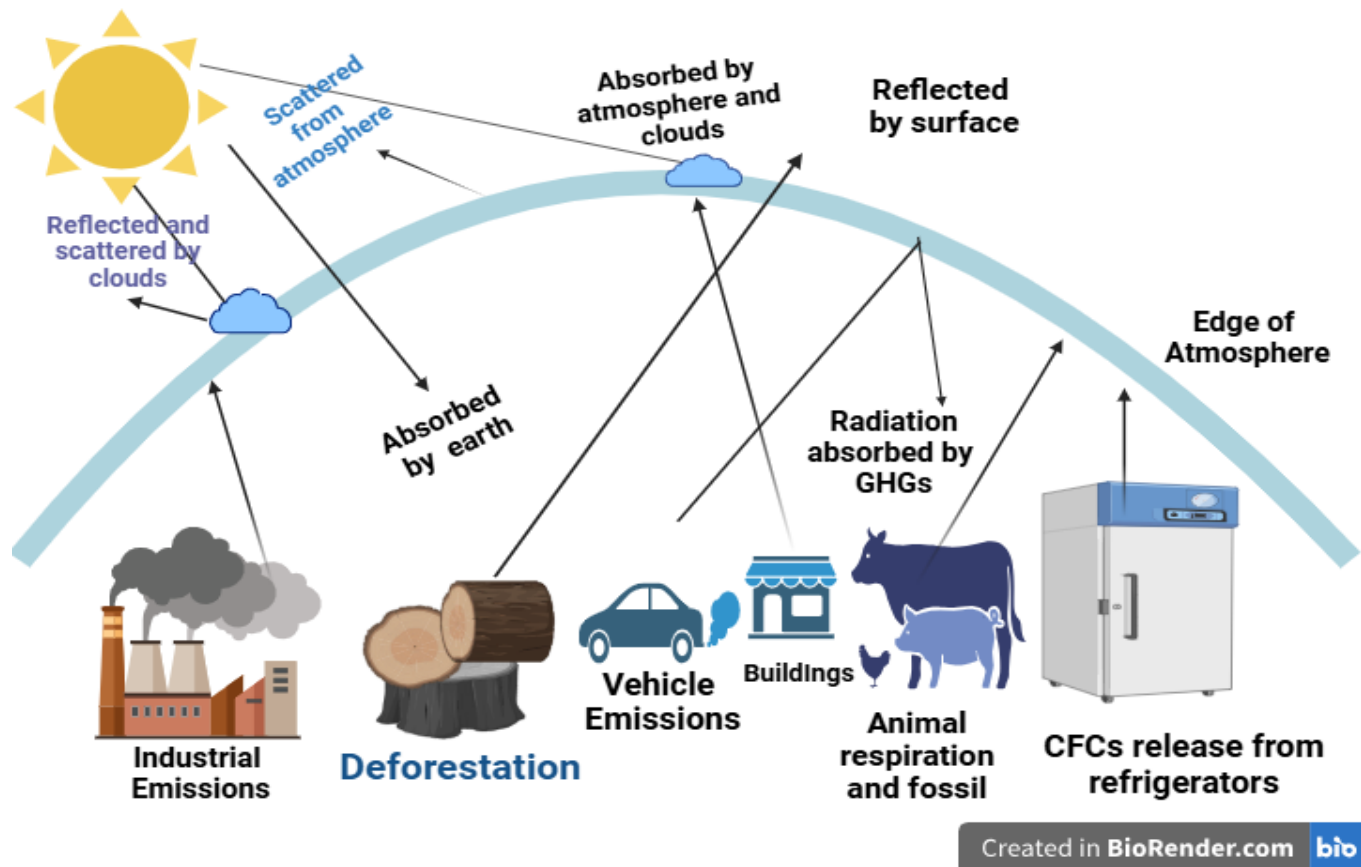 Scattered
from
atmosphere
Absorbed by
atmosphere and
clouds
Reflected
by surface
Reflected and
scattered by
clouds
Edge of
Atmosphere
Absorbed
by earth
Radiation
absorbed by
GHGs
Industrial
Emissions
Deforestation
Vehicle
Emissions
BuildIngs
Animal
respiration
and fossil
CFCs release from
refrigerators
Created in BioRender.com bio